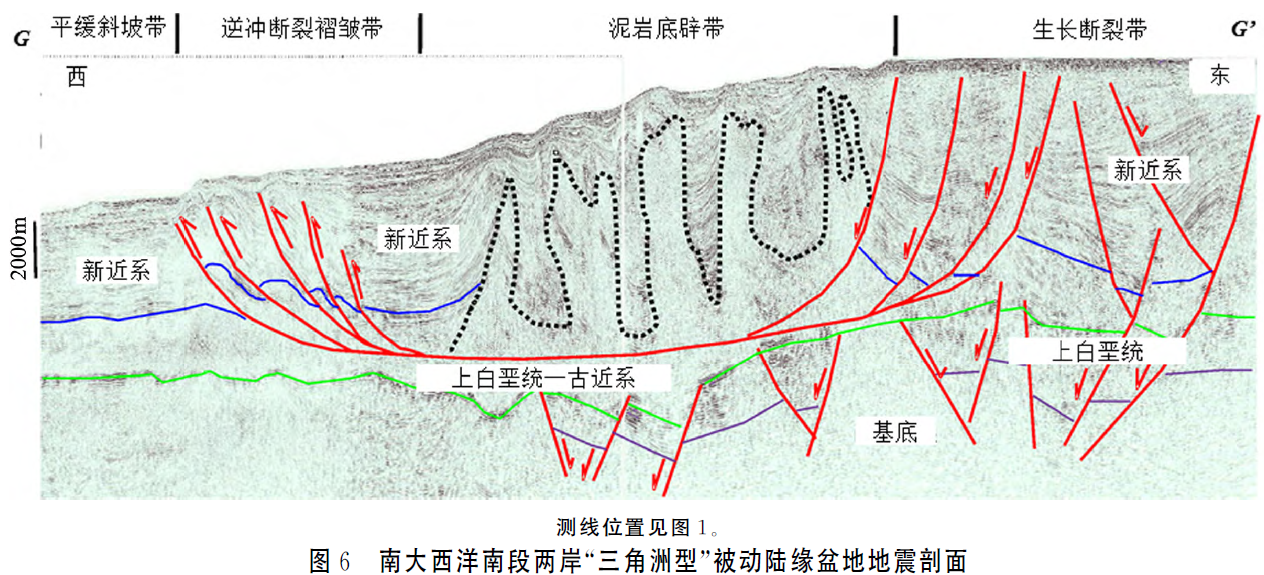 G 平缓斜坡带 逆冲断裂褶皱带 泥岩底辟带 生长断裂带 G’
西 东
新近系
新近系
新近系
2000m
上白垩统
上白垩统—古近系
基底
测线位置见图1。
图 6 南大西洋南段两岸“三角洲型”被动陆缘盆地地震剖面